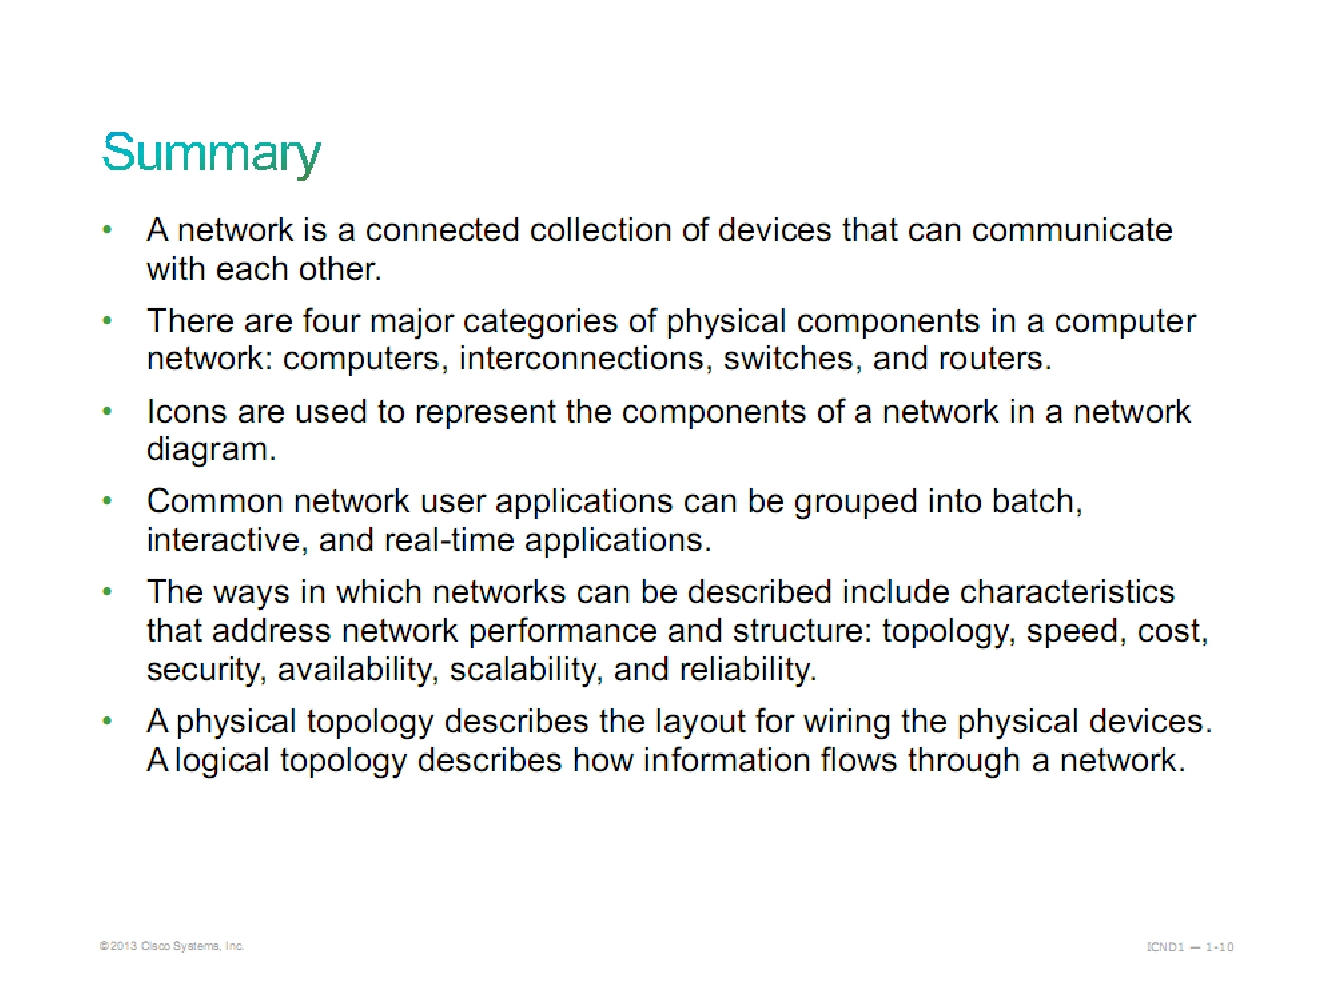 Summary
• A network is a connected collection of devices that can communicate
with each other.
• There are four major categories of physical components in a computer
network: computers, interconnections, switches, and routers.
• Icons are used to represent the components of a network in a network
diagram.
• Common network user applications can be grouped into batch,
interactive, and real-time applications.
• The ways in which networks can be described include characteristics
that address network performance and structure: topology, speed, cost,
security, availability, scalability, and reliability.
• A physical topology describes the layout for wiring the physical devices.
A logical topology describes how information flows through a network.
©2013 Cisco Systems, Inc.
ICND1 — 1-10